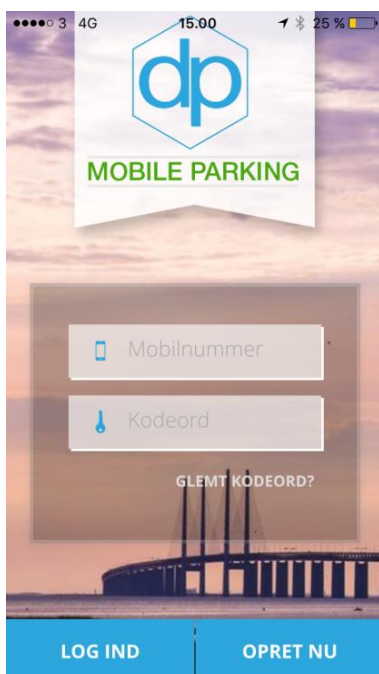 3 4G 15.00 25 %
dp
MOBILE PARKING
Mobilnummer
Kodeord
GLEMT KODEORD?
LOG IND OPRET NU